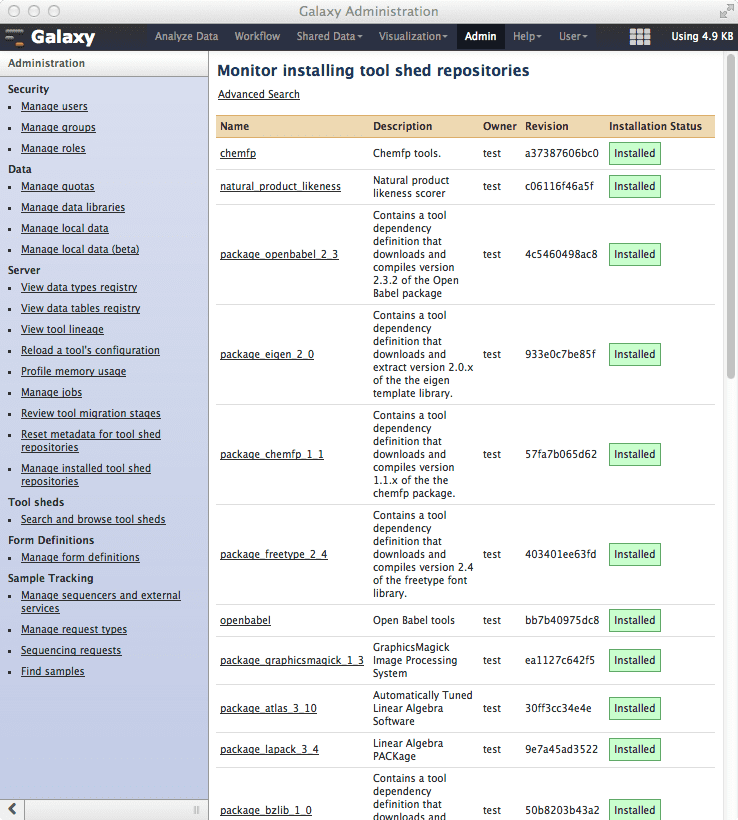 Galaxy Administration
Galaxy
Analyze Data Workflow Shared Data Visualization Admin Help User Using 4.9 KB
Administration
Security
Manage users
Manage groups
Manage roles
Data
Manage quotas
Manage data libraries
Manage local data
Manage local data (beta)
Server
View data types registry
View data tables registry
View tool lineage
Reload a tool's configuration
Profile memory usage
Manage jobs
Review tool migration stages
Reset metadata for tool shed
repositories
Manage installed tool shed
repositories
Tool sheds
Search and browse tool sheds
Form Definitions
Manage form definitions
Sample Tracking
Manage sequencers and external
services
Manage request types
Sequencing requests
Find samples
Monitor installing tool shed repositories
Advanced Search
Name Description Owner Revision Installation Status
chemfp Chemfp tools. test a37387606bc0 Installed
natural_product_likeness Natural product
likeness scorer test c06116f46a5f Installed
package_openbabel_2_3 Contains a tool
dependency
definition that
downloads and
compiles version
2.3.2 of the Open
Babel package test 4c5460498ac8 Installed
package_eigen_2_0 Contains a tool
dependency
definition that
downloads and
extract version 2.0.x
of the the eigen
template library. test 933e0c7be85f Installed
package_chemfp_1_1 Contains a tool
dependency
definition that
downloads and
compiles version
1.1.x of the the
chemfp package. test 57fa7b065d62 Installed
package_freetype_2_4 Contains a tool
dependency
definition that
downloads and
compiles version 2.4
of the freetype font
library. test 403401ee63fd Installed
openbabel Open Babel tools test bb7b40975dc8 Installed
package_graphicsmagick_1_3 GraphicsMagick
Image Processing
System test ea1127c642f5 Installed
package_atlas_3_10 Automatically Tuned
Linear Algebra
Software test 30ff3cc34e4e Installed
package_lapack_3_4 Linear Algebra
PACKage test 9e7a45ad3522 Installed
package_bzlib_1_0 Contains a tool
dependency
definition that
downloads and test 50b8203b43a2 Installed